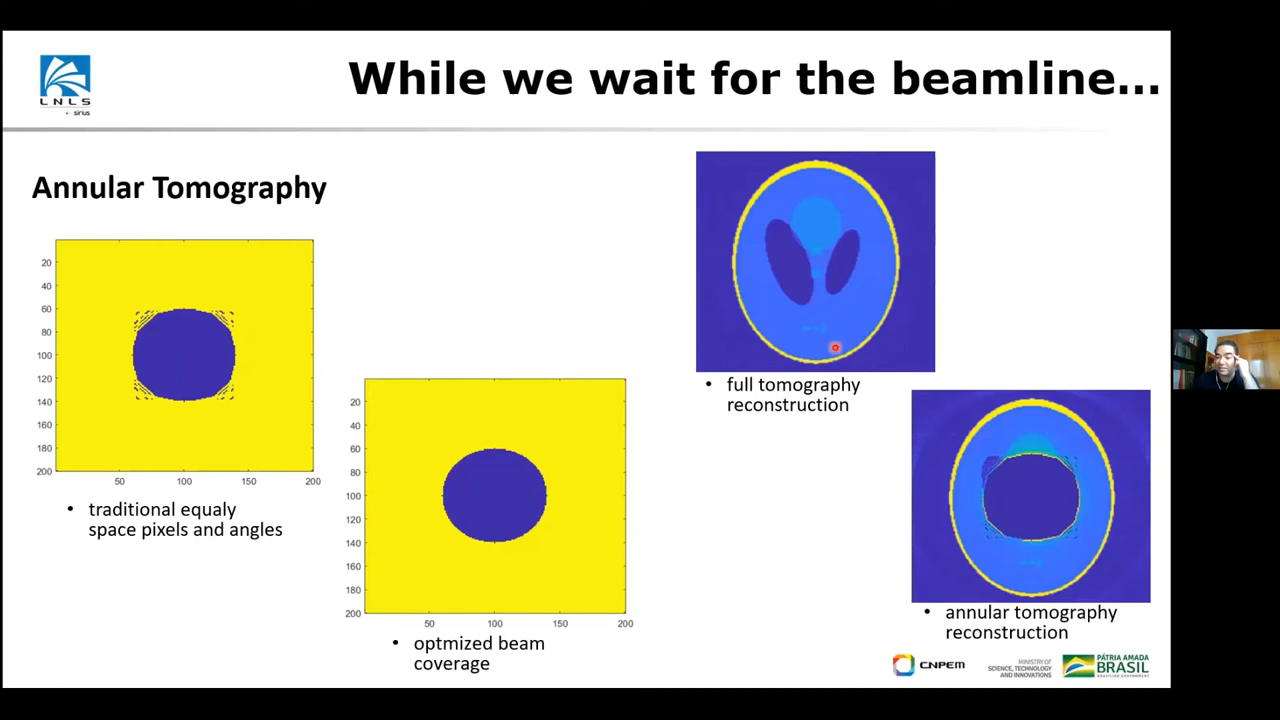 LNLS
sirius
While we wait for the beamline...
Annular Tomography
20
40
60
80
100
120
140
160
180
200
50
100
150
200
• traditional equaly
space pixels and angles
20
40
60
80
100
120
140
160
180
200
50
100
150
200
• optmized beam
coverage
• full tomography
reconstruction
• annular tomography
reconstruction
CNPEM
MINISTRY OF
SCIENCE, TECHNOLOGY
AND INNOVATIONS
PÁTRIA AMADA
BRASIL
BRAZILIAN GOVERNMENT